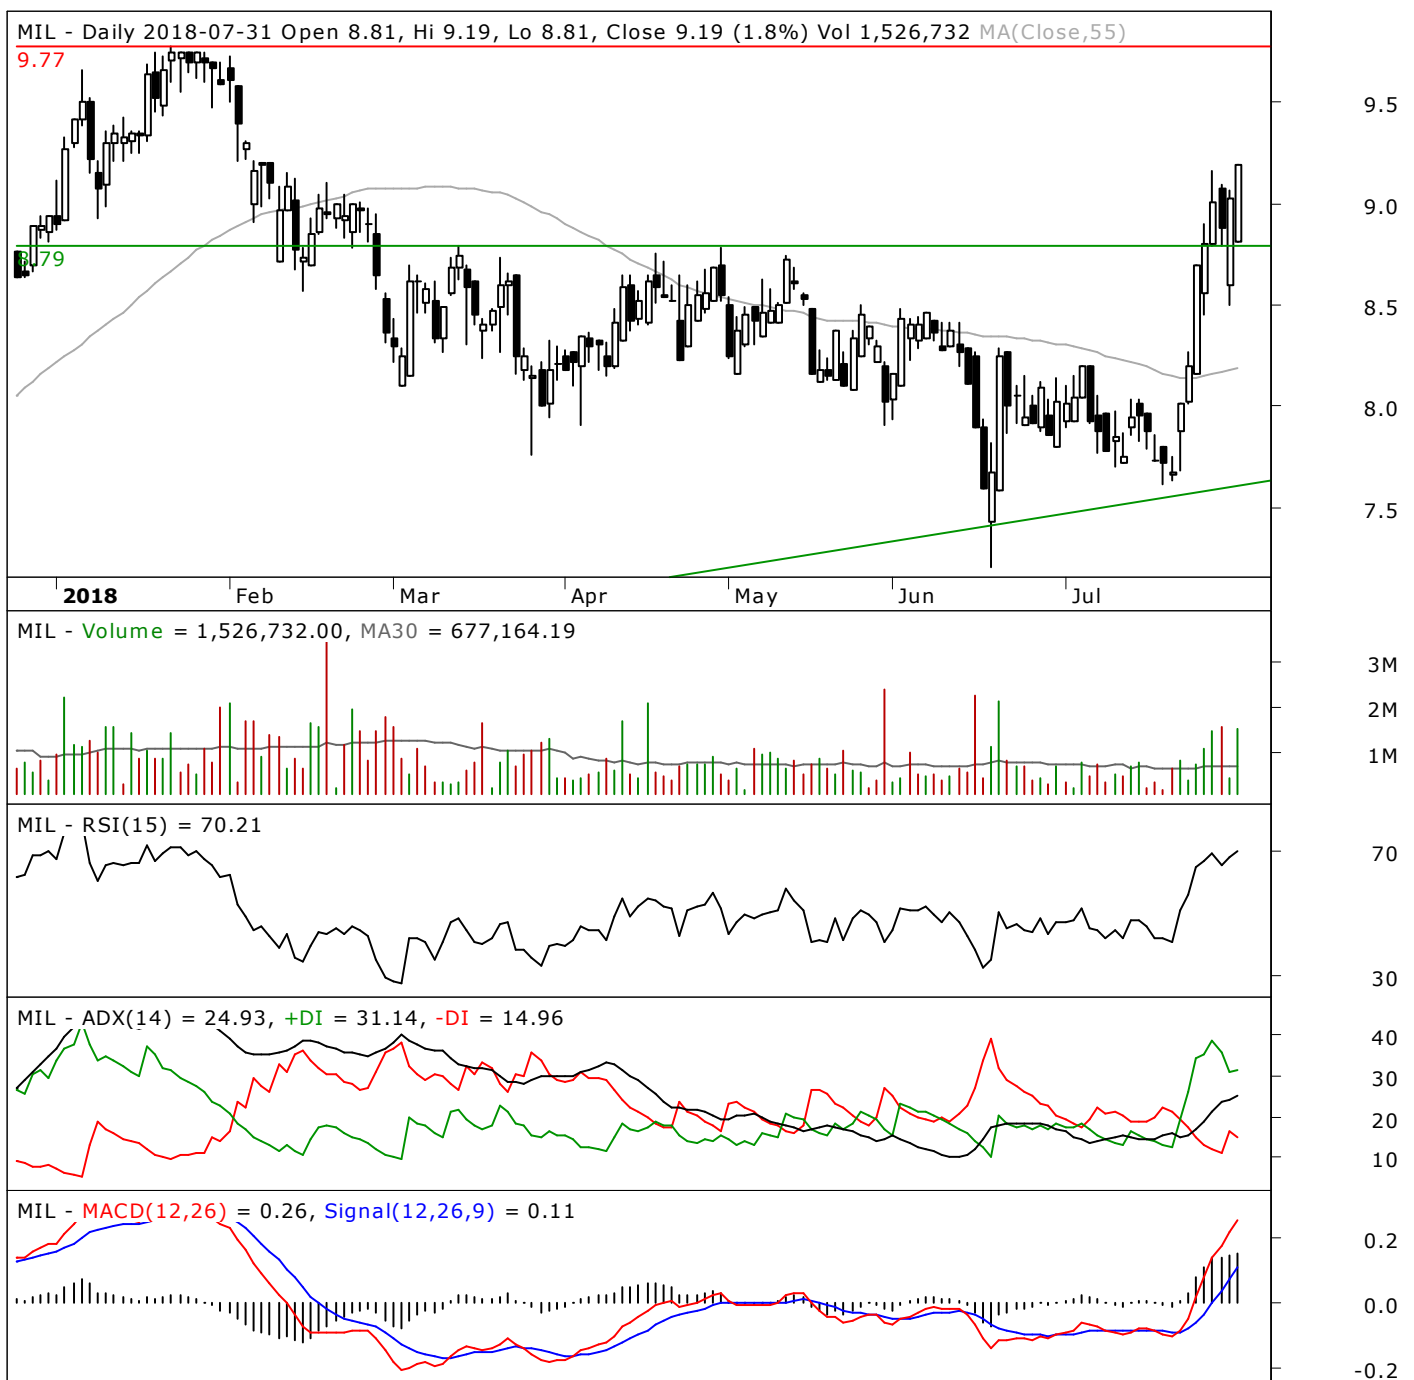 MIL - Daily 2018-07-31 Open 8.81, Hi 9.19, Lo 8.81, Close 9.19 (1.8%) Vol 1,526,732 MA(Close,55)
9.77
9.5
9.0
8.79
8.5
8.0
7.5
2018 Feb Mar Apr May Jun Jul
MIL - Volume = 1,526,732.00, MA30 = 677,164.19
3M
2M
1M
MIL - RSI(15) = 70.21
70
30
MIL - ADX(14) = 24.93, +DI = 31.14, -DI = 14.96
40
30
20
10
MIL - MACD(12,26) = 0.26, Signal(12,26,9) = 0.11
0.2
0.0
-0.2